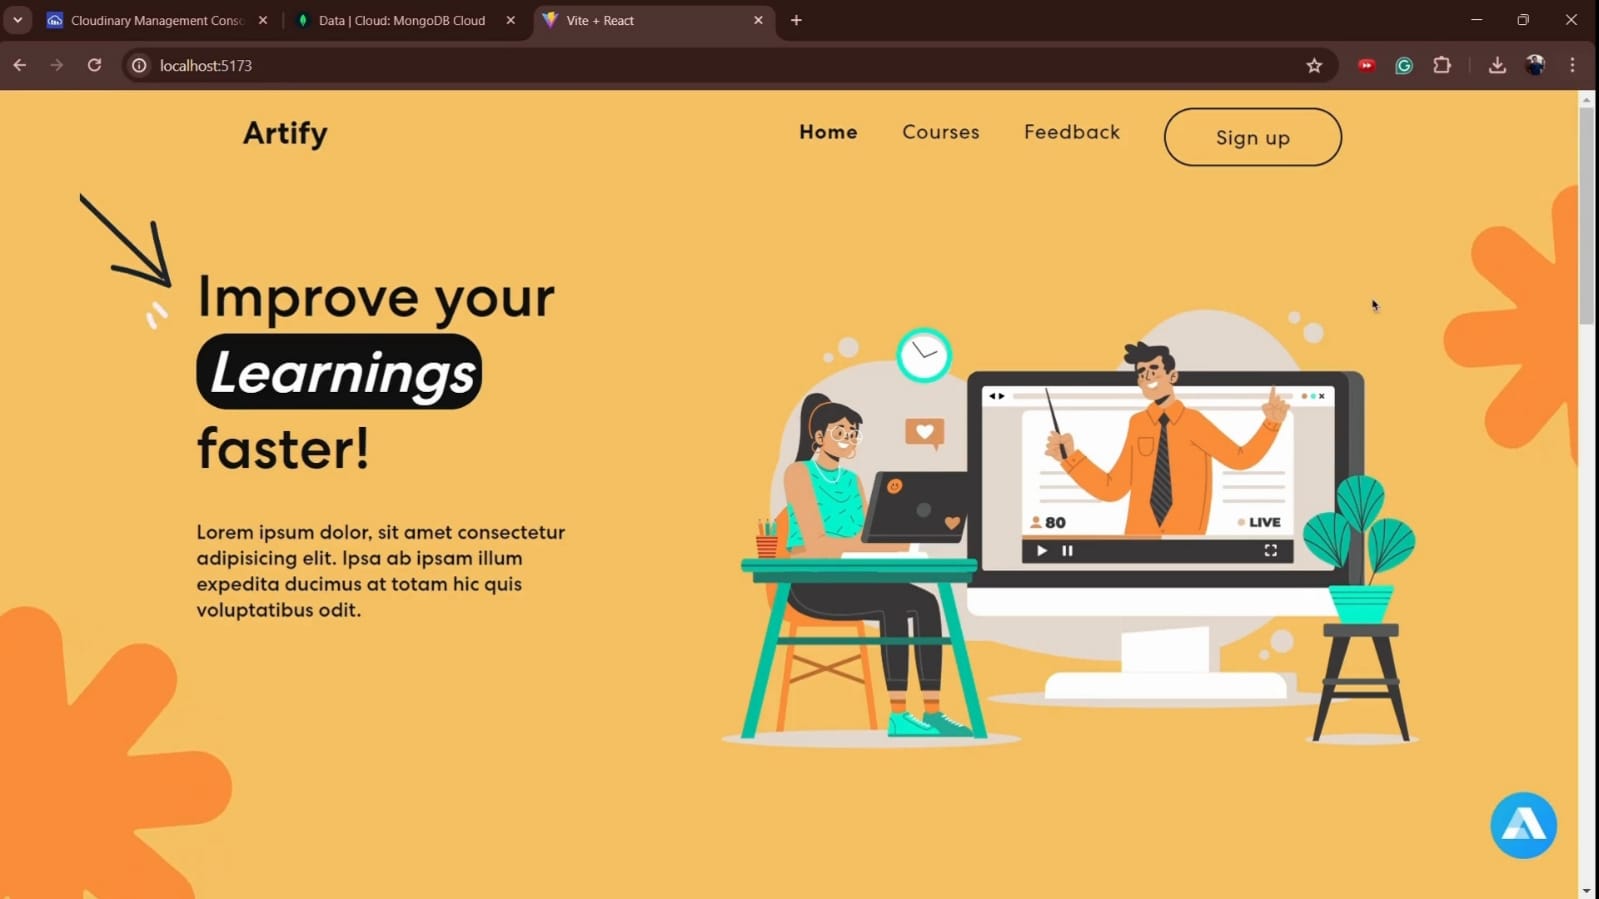 Cloudinary Management Conso
Data | Cloud: MongoDB Cloud
Vite + React
localhost:5173
Artify
Home
Courses
Feedback
Sign up
Improve your
Learnings
faster!
Lorem ipsum dolor, sit amet consectetur
adipisicing elit. Ipsa ab ipsam illum
expedita ducimus at totam hic quis
voluptatibus odit.
80
LIVE